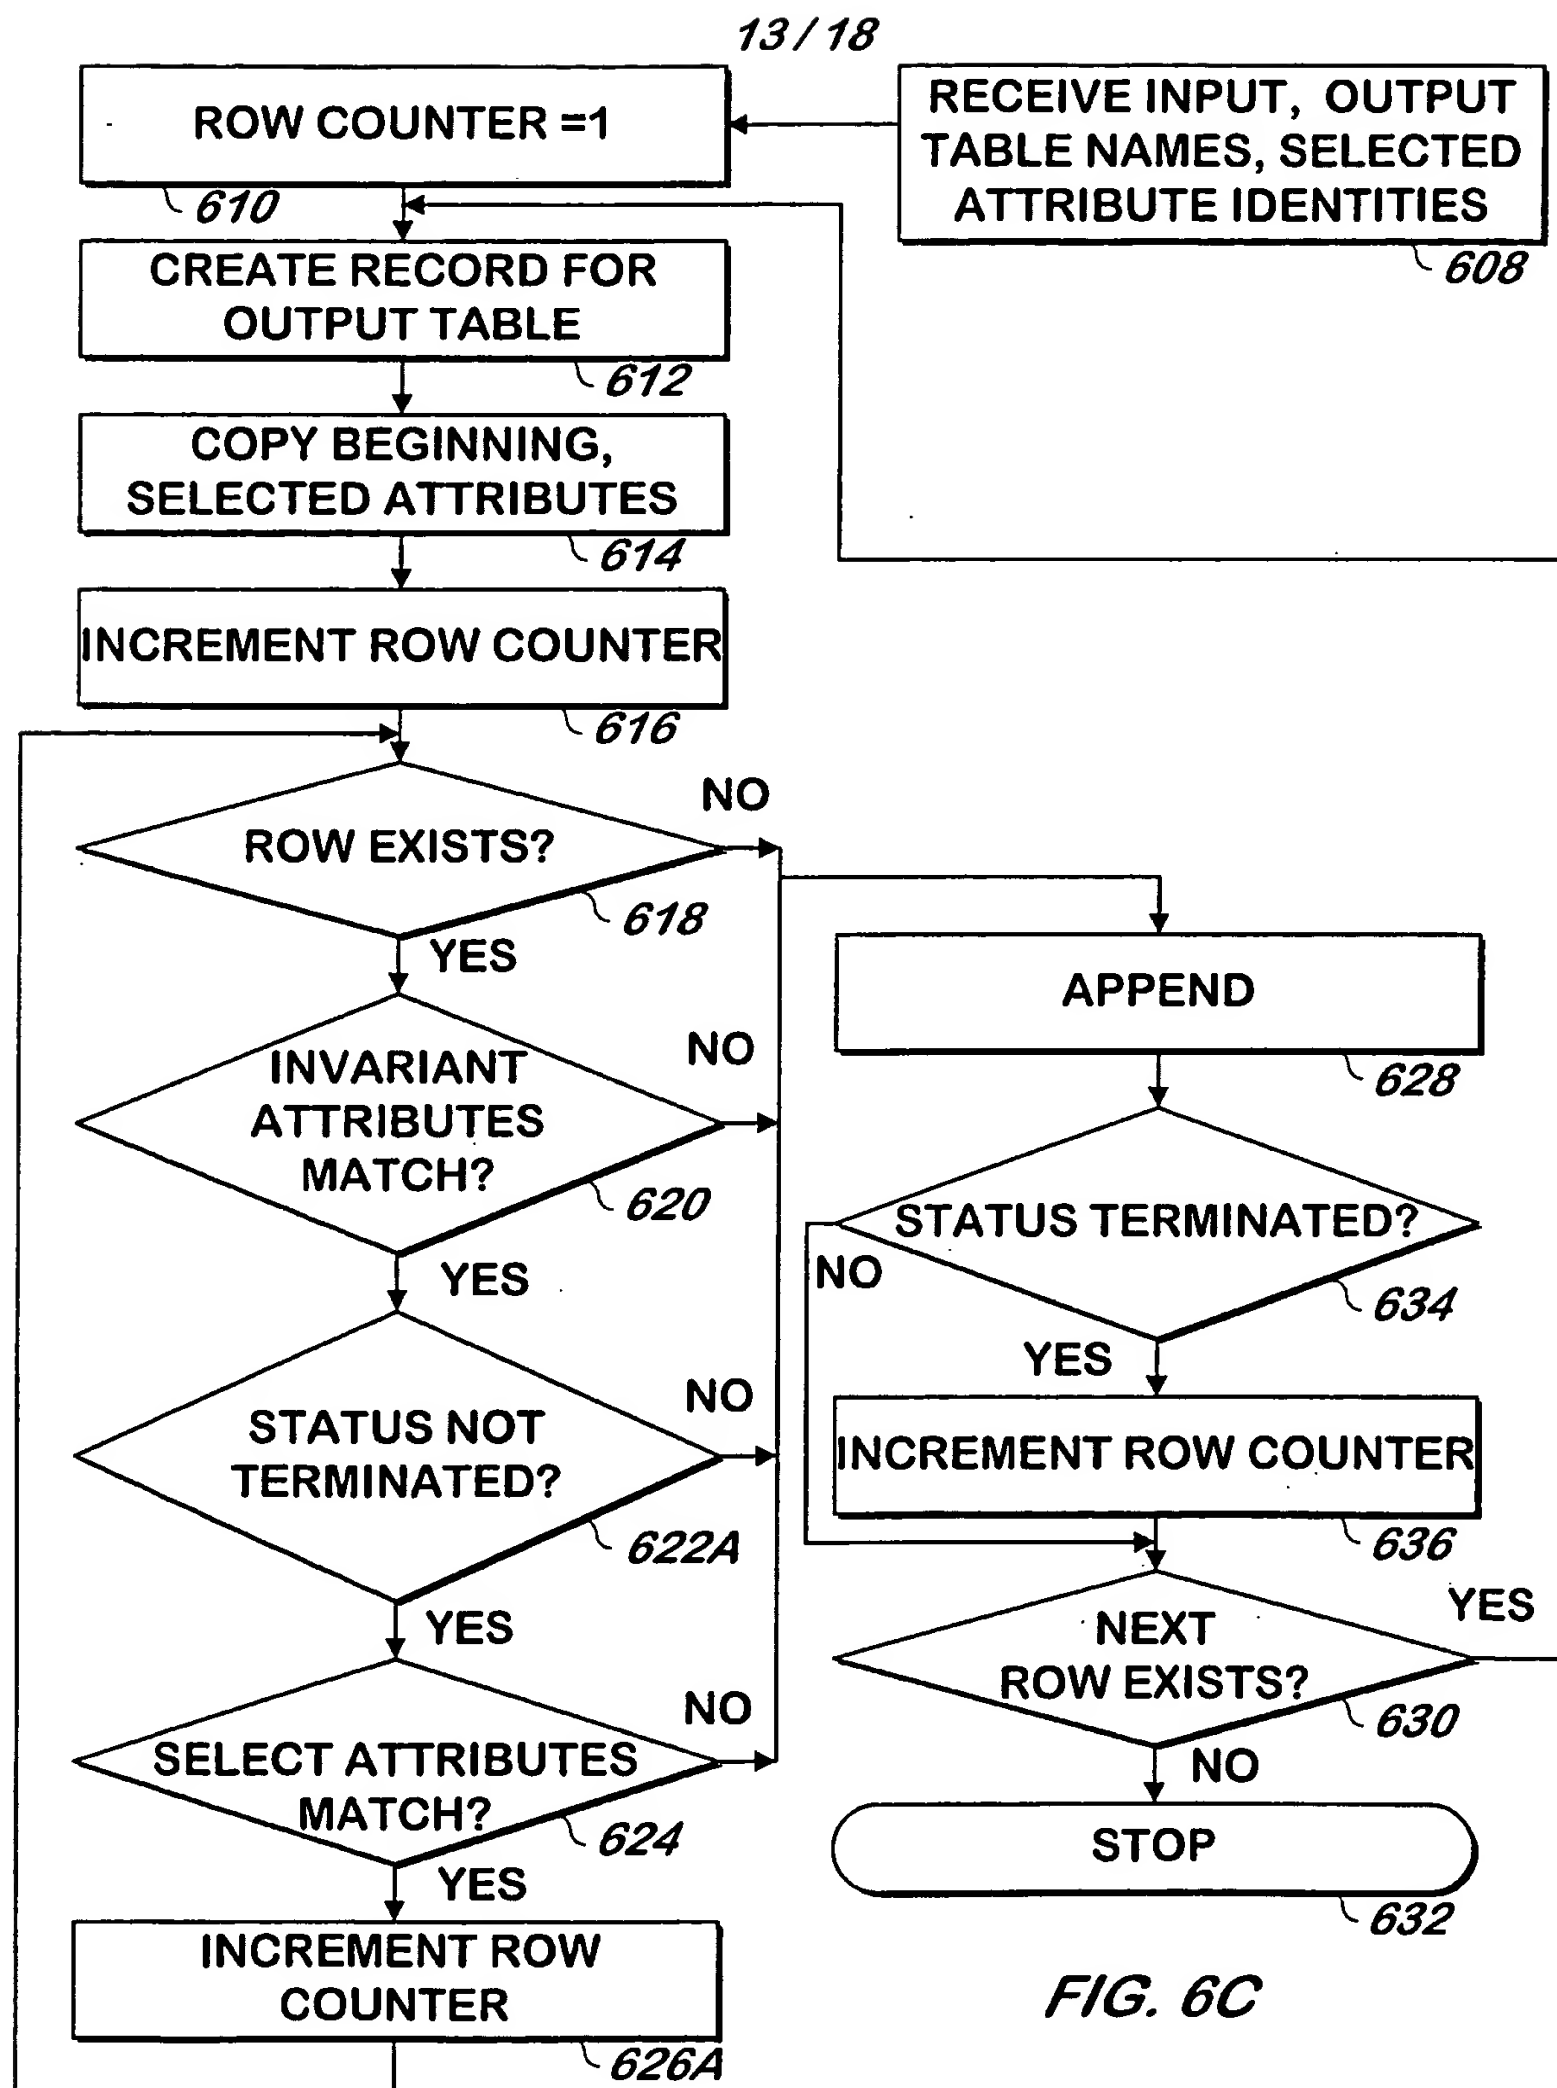 13 / 18
ROW COUNTER =1
610
RECEIVE INPUT, OUTPUT
TABLE NAMES, SELECTED
ATTRIBUTE IDENTITIES
608
CREATE RECORD FOR
OUTPUT TABLE
612
COPY BEGINNING,
SELECTED ATTRIBUTES
614
INCREMENT ROW COUNTER
616
ROW EXISTS?
NO
618
YES
INVARIANT
ATTRIBUTES
MATCH?
NO
620
YES
STATUS NOT
TERMINATED?
NO
622A
YES
SELECT ATTRIBUTES
MATCH?
NO
624
YES
INCREMENT ROW
COUNTER
626A
APPEND
628
STATUS TERMINATED?
NO
634
YES
INCREMENT ROW COUNTER
636
NEXT
ROW EXISTS?
YES
630
NO
STOP
632
FIG. 6C